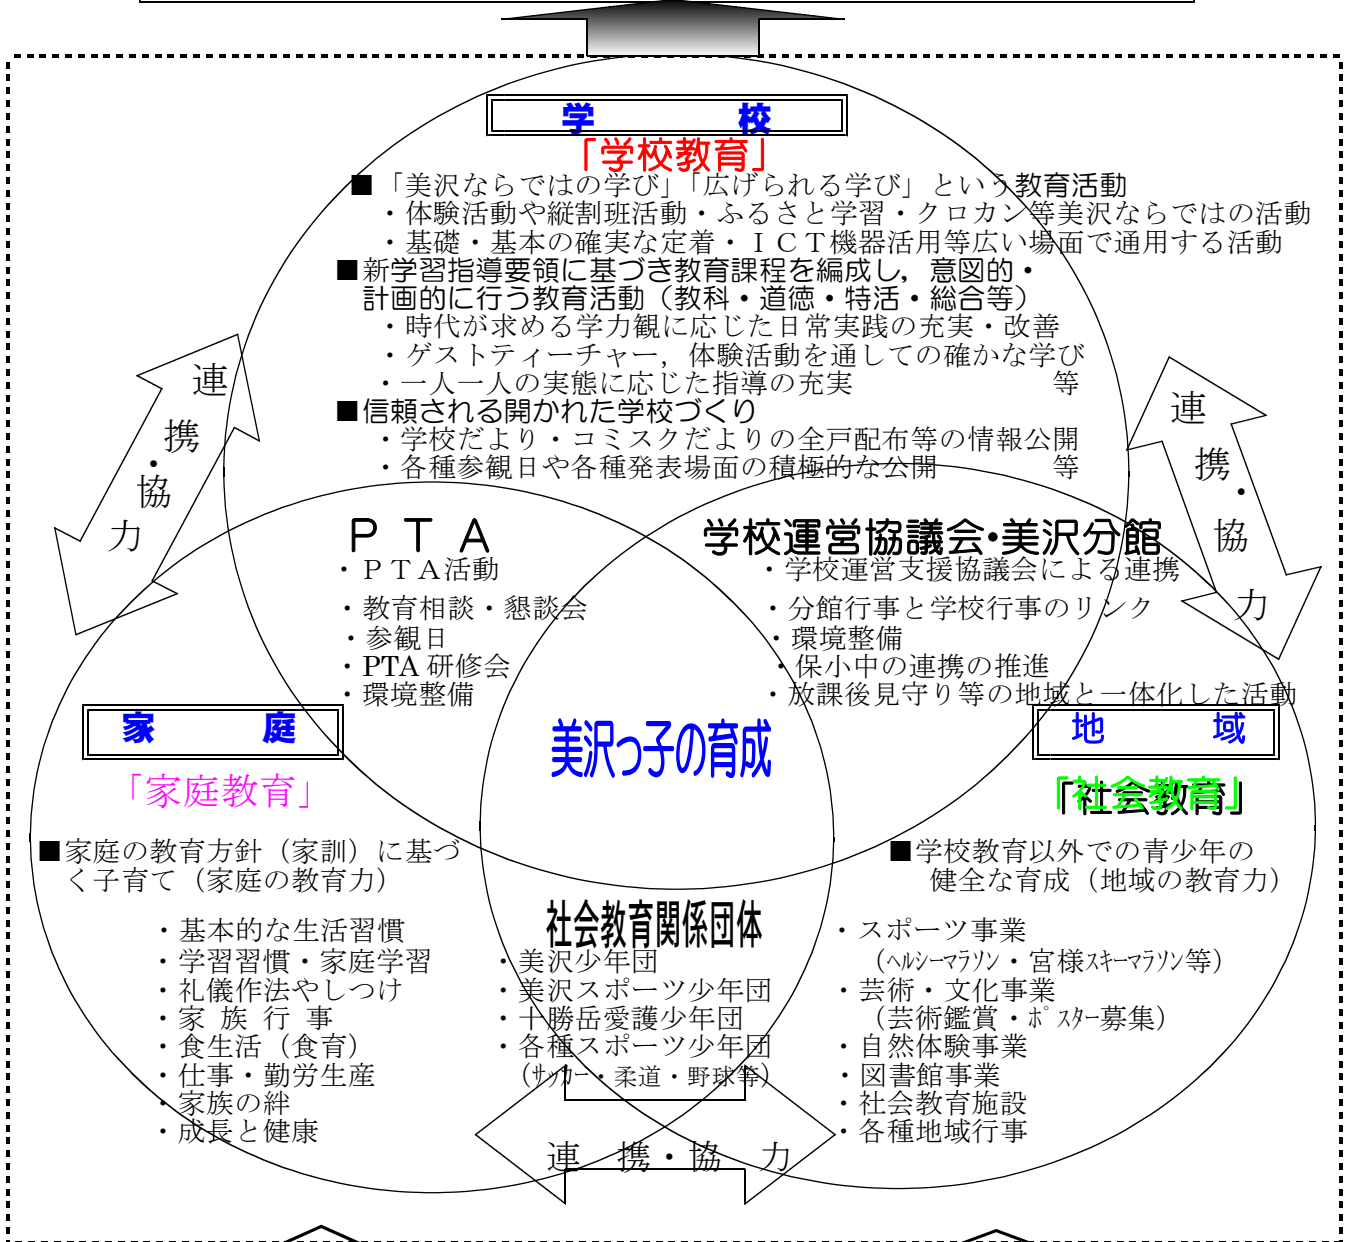 学校
「学校教育」
■「美沢ならではの学び」「広げられる学び」という教育活動
・体験活動や縦割班活動・ふるさと学習・クロカン等美沢ならではの活動
・基礎・基本の確実な定着・ＩＣＴ機器活用等広い場面で通用する活動
■新学習指導要領に基づき教育課程を編成し，意図的・
計画的に行う教育活動（教科・道徳・特活・総合等）
・時代が求める学力観に応じた日常実践の充実・改善
・ゲストティーチャー，体験活動を通しての確かな学び
・一人一人の実態に応じた指導の充実　等
■信頼される開かれた学校づくり
・学校だより・コミスクだよりの全戸配布等の情報公開
・各種参観日や各種発表場面の積極的な公開　等
連携・協力
連携・協力
ＰＴＡ
・ＰＴＡ活動
・教育相談・懇談会
・参観日
・PTA 研修会
・環境整備
学校運営協議会・美沢分館
・学校運営支援協議会による連携
・分館行事と学校行事のリンク
・環境整備
・保小中の連携の推進
・放課後見守り等の地域と一体化した活動
家庭
美沢っ子の育成
地域
「家庭教育」
「社会教育」
■家庭の教育方針（家訓）に基づ
く子育て（家庭の教育力）
・基本的な生活習慣
・学習習慣・家庭学習
・礼儀作法やしつけ
・家 族 行 事
・食生活（食育）
・仕事・勤労生産
・家族の絆
・成長と健康
社会教育関係団体
・美沢少年団
・美沢スポーツ少年団
・十勝岳愛護少年団
・各種スポーツ少年団
（ｻｯｶｰ・柔道・野球等）
■学校教育以外での青少年の
健全な育成（地域の教育力）
・スポーツ事業
（ﾍﾙｼｰﾏﾗｿﾝ・宮様ｽｷｰﾏﾗｿﾝ等）
・芸術・文化事業
（芸術鑑賞・ﾎﾟｽﾀｰ募集）
・自然体験事業
・図書館事業
・社会教育施設
・各種地域行事
連携・協力